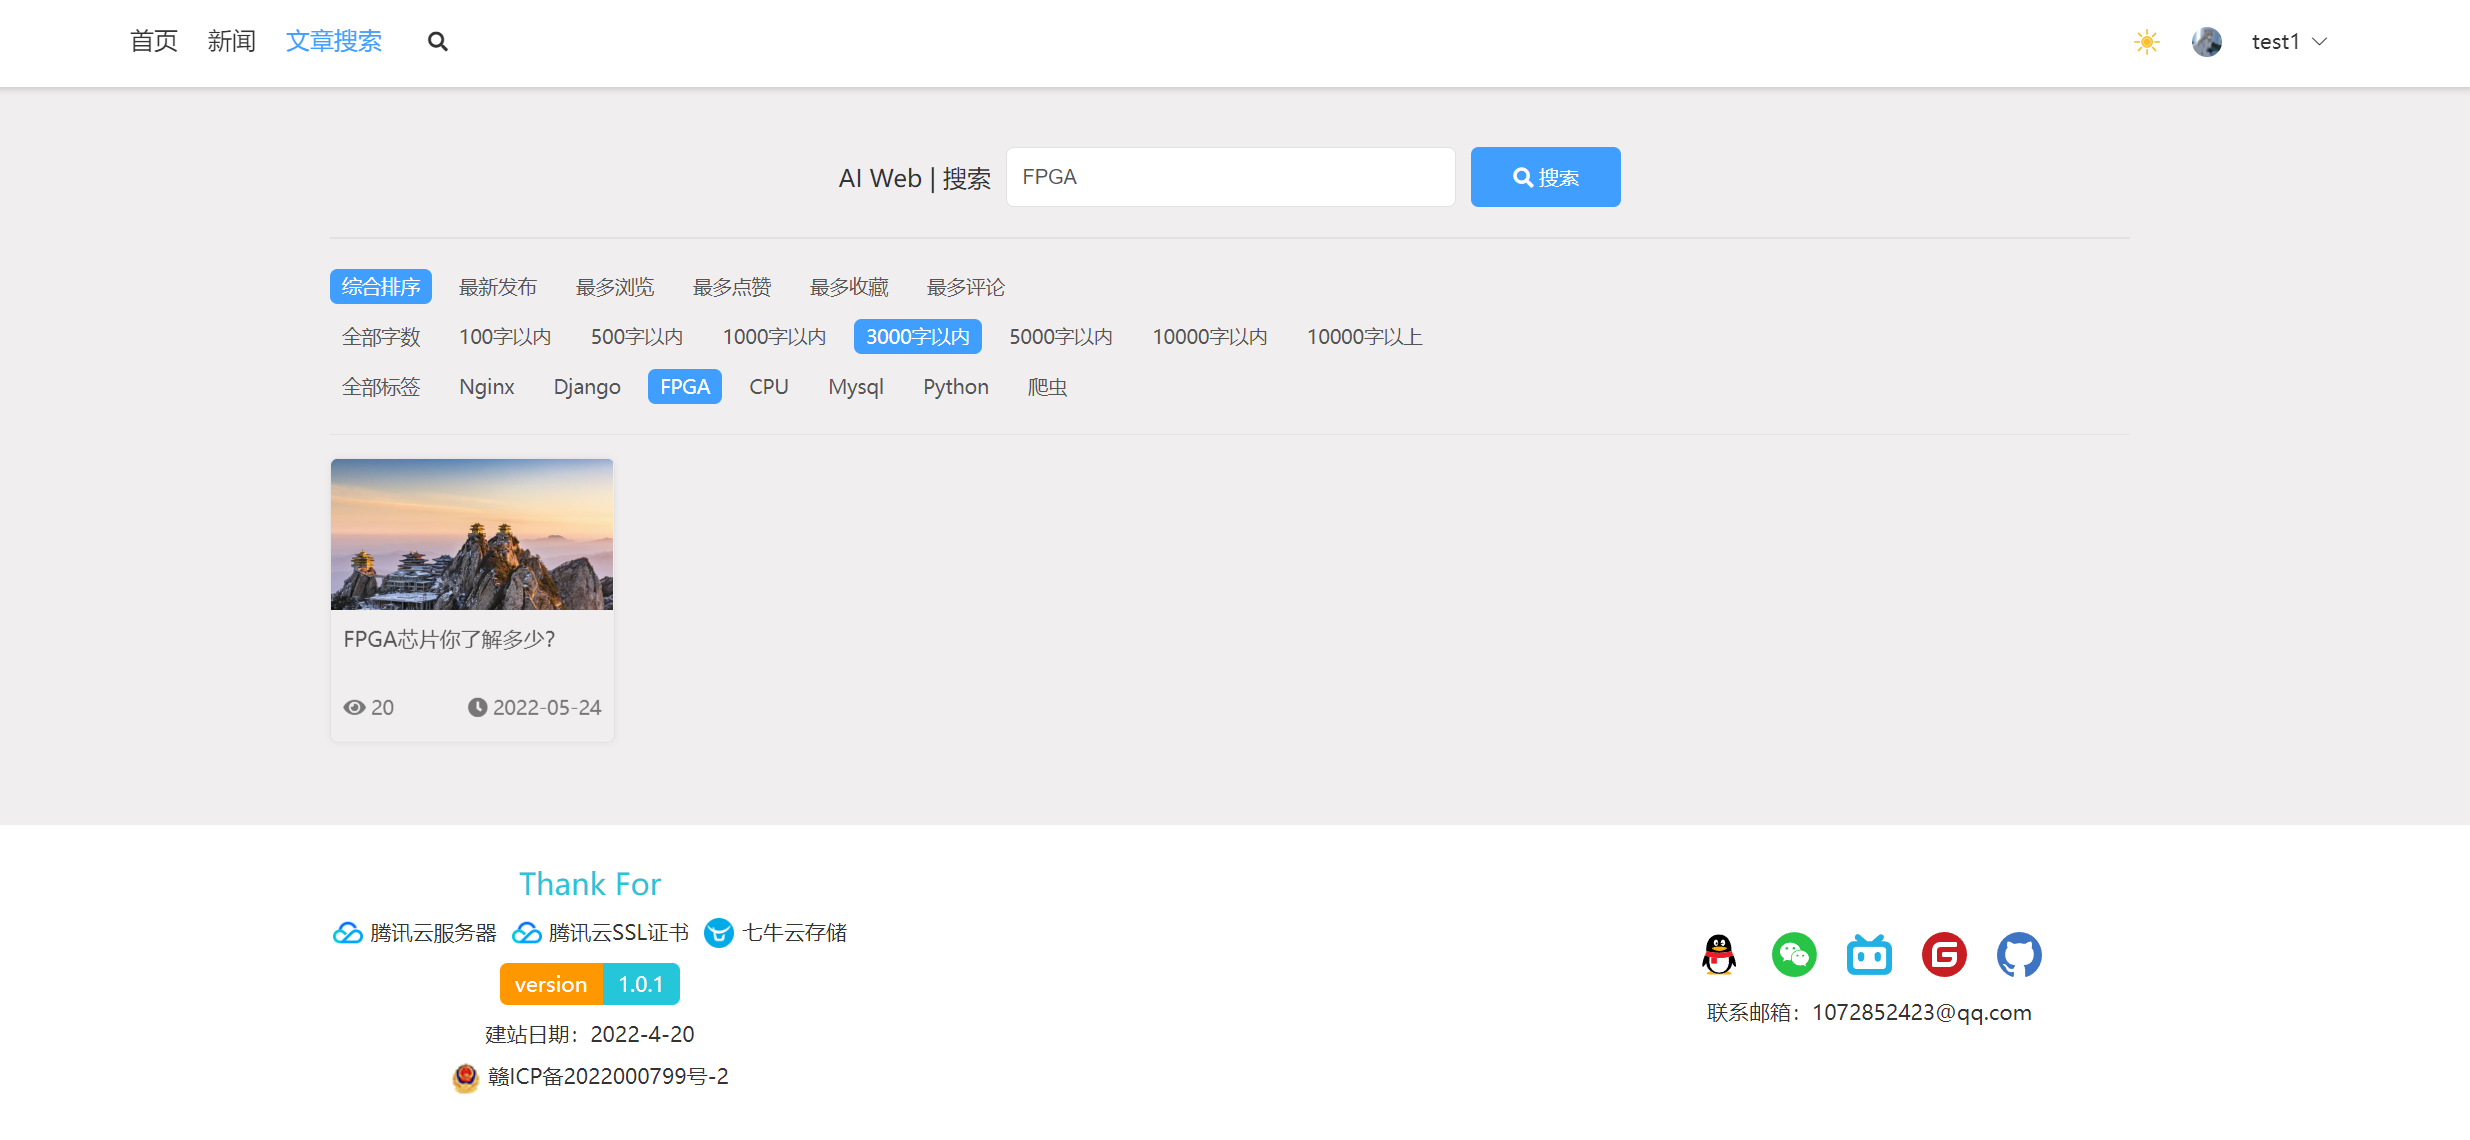 首页 新闻 文章搜索 test1
AI Web | 搜索 FPGA 搜索
综合排序 最新发布 最多浏览 最多点赞 最多收藏 最多评论
全部字数 100字以内 500字以内 1000字以内 3000字以内 5000字以内 10000字以内 10000字以上
全部标签 Nginx Django FPGA CPU Mysql Python 爬虫
FPGA芯片你了解多少?
20 2022-05-24
Thank For
腾讯云服务器 腾讯云SSL证书 七牛云存储
version 1.0.1
建站日期：2022-4-20
赣ICP备2022000799号-2
联系邮箱：1072852423@qq.com